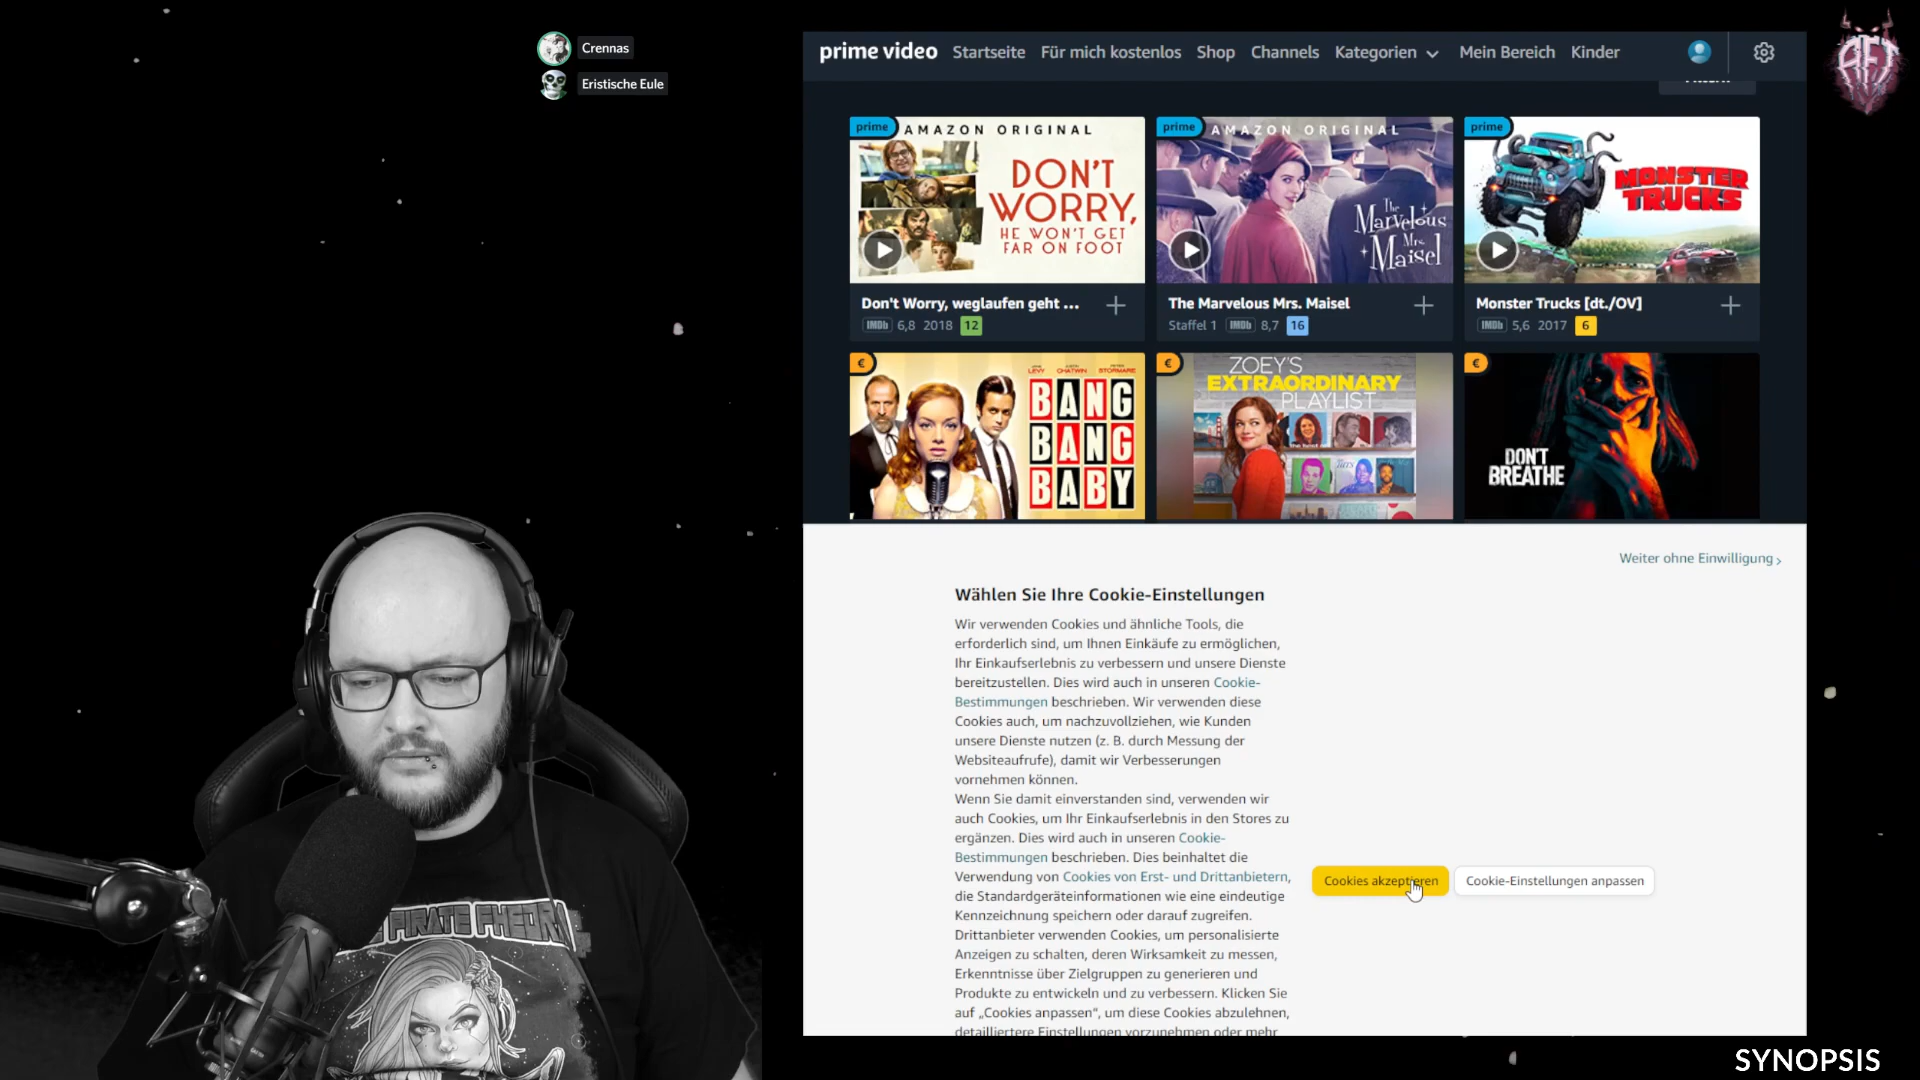 Crennas
Eristische Eule
prime video Startseite Für mich kostenlos Shop Channels Kategorien Mein Bereich Kinder
AFT
prime AMAZON ORIGINAL
DON'T
WORRY,
HE WON'T GET
FAR ON FOOT
prime AMAZON ORIGINAL
The
Marvelous
Mrs.
Maisel
prime
MONSTER
TRUCKS
Don't Worry, weglaufen geht ...
IMDb 6,8 2018 12
The Marvelous Mrs. Maisel
Staffel 1 IMDb 8,7 16
Monster Trucks [dt./OV]
IMDb 5,6 2017 6
€
LEVY CHATWIN STORMARE
BANG
BANG
BABY
€
ZOEY'S
EXTRAORDINARY
PLAYLIST
€
DON'T
BREATHE
Weiter ohne Einwilligung ›
Wählen Sie Ihre Cookie-Einstellungen
Wir verwenden Cookies und ähnliche Tools, die
erforderlich sind, um Ihnen Einkäufe zu ermöglichen,
Ihr Einkaufserlebnis zu verbessern und unsere Dienste
bereitzustellen. Dies wird auch in unseren Cookie-
Bestimmungen beschrieben. Wir verwenden diese
Cookies auch, um nachzuvollziehen, wie Kunden
unsere Dienste nutzen (z. B. durch Messung der
Websiteaufrufe), damit wir Verbesserungen
vornehmen können.
Wenn Sie damit einverstanden sind, verwenden wir
auch Cookies, um Ihr Einkaufserlebnis in den Stores zu
ergänzen. Dies wird auch in unseren Cookie-
Bestimmungen beschrieben. Dies beinhaltet die
Verwendung von Cookies von Erst- und Drittanbietern,
die Standardgeräteinformationen wie eine eindeutige
Kennzeichnung speichern oder darauf zugreifen.
Drittanbieter verwenden Cookies, um personalisierte
Anzeigen zu schalten, deren Wirksamkeit zu messen,
Erkenntnisse über Zielgruppen zu generieren und
Produkte zu entwickeln und zu verbessern. Klicken Sie
auf „Cookies anpassen“, um diese Cookies abzulehnen,
detailliertere Einstellungen vorzunehmen oder mehr
Cookies akzeptieren
Cookie-Einstellungen anpassen
PIRATE
SYNOPSIS